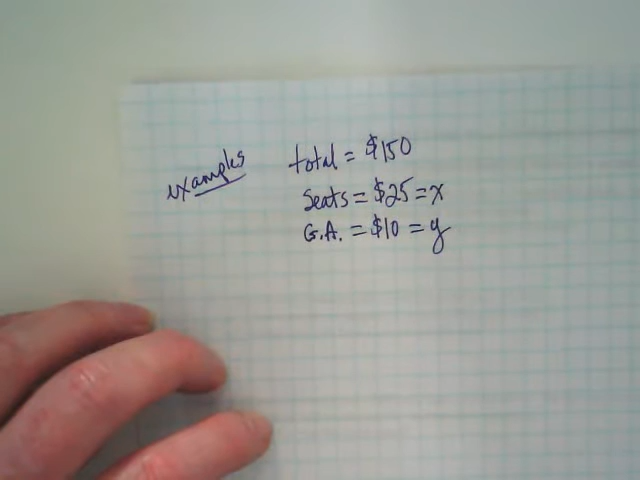 examples
total = $150
Seats = $25 = x
G.A. = $10 = y